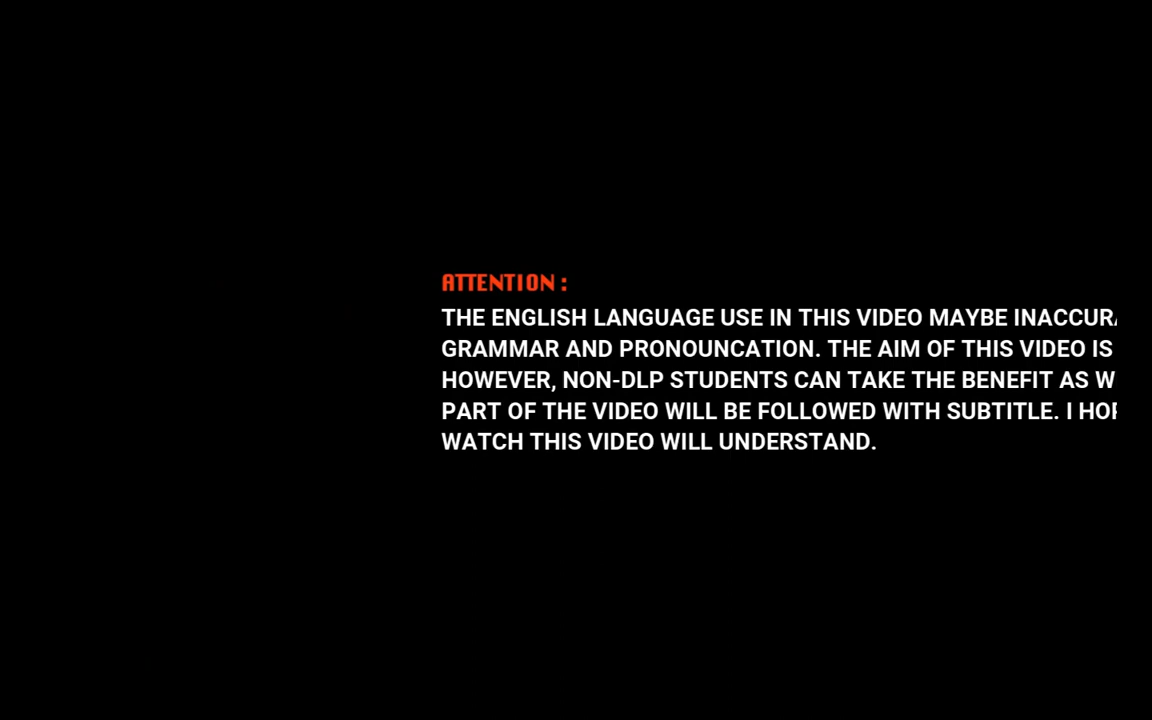 ATTENTION :
THE ENGLISH LANGUAGE USE IN THIS VIDEO MAYBE
GRAMMAR AND PRONOUNCATION. THE AIM OF THIS VIDEO IS
HOWEVER, NON-DLP STUDENTS CAN TAKE THE BENEFIT AS
PART OF THE VIDEO WILL BE FOLLOWED WITH SUBTITLE. I
WATCH THIS VIDEO WILL UNDERSTAND.